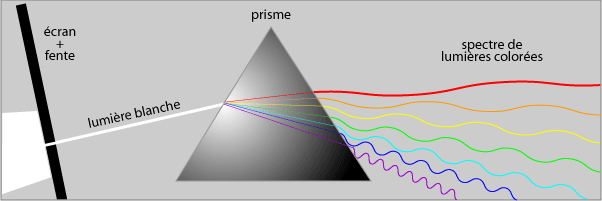 écran
+
fente
prisme
lumière blanche
spectre de
lumières colorées